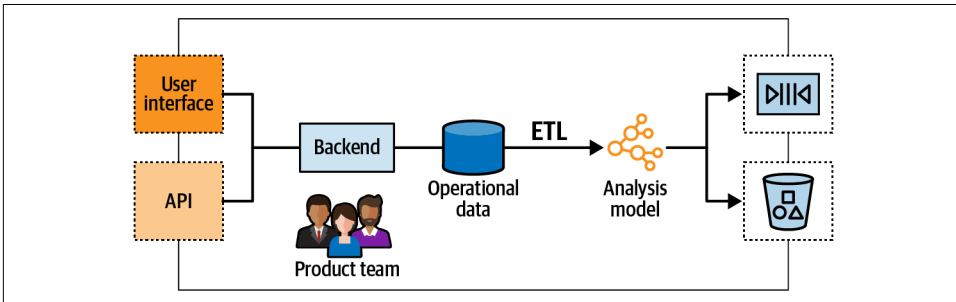 User
interface
API
Backend
Product team
Operational
data
ETL
Analysis
model